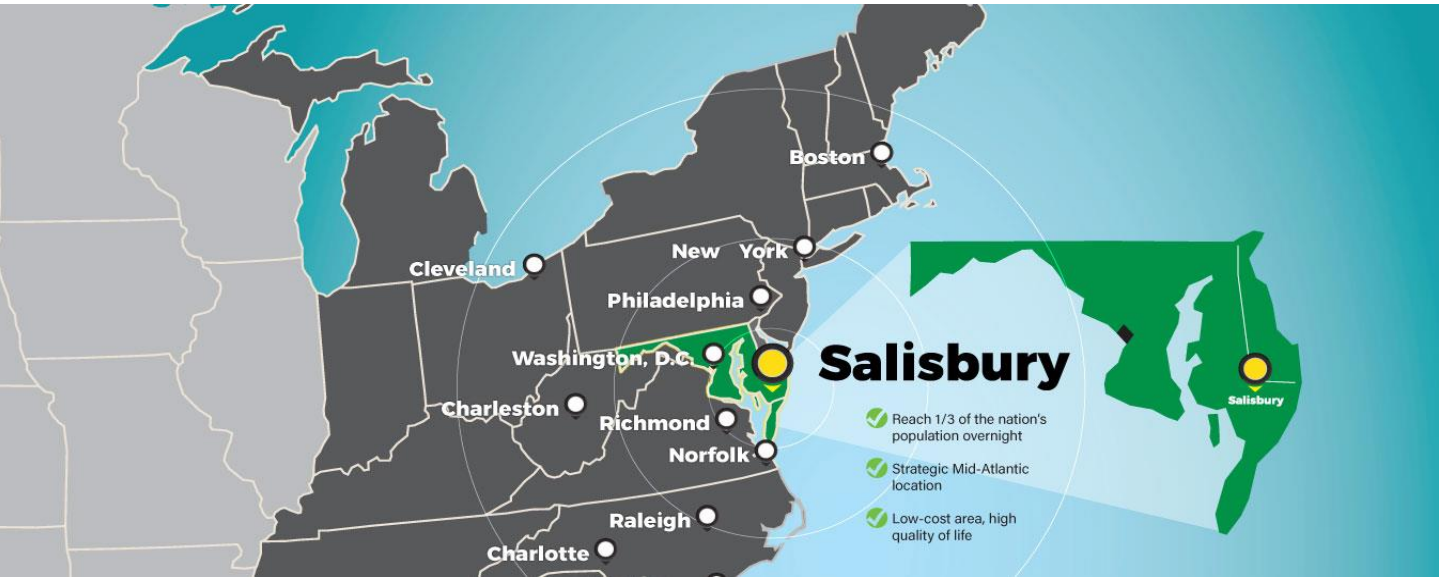 Boston
New York
Cleveland
Philadelphia
Washington, D.C.
Salisbury
Charleston
Richmond
Norfolk
Raleigh
Charlotte
Reach 1/3 of the nation's
population overnight
Strategic Mid-Atlantic
location
Low-cost area, high
quality of life
Salisbury